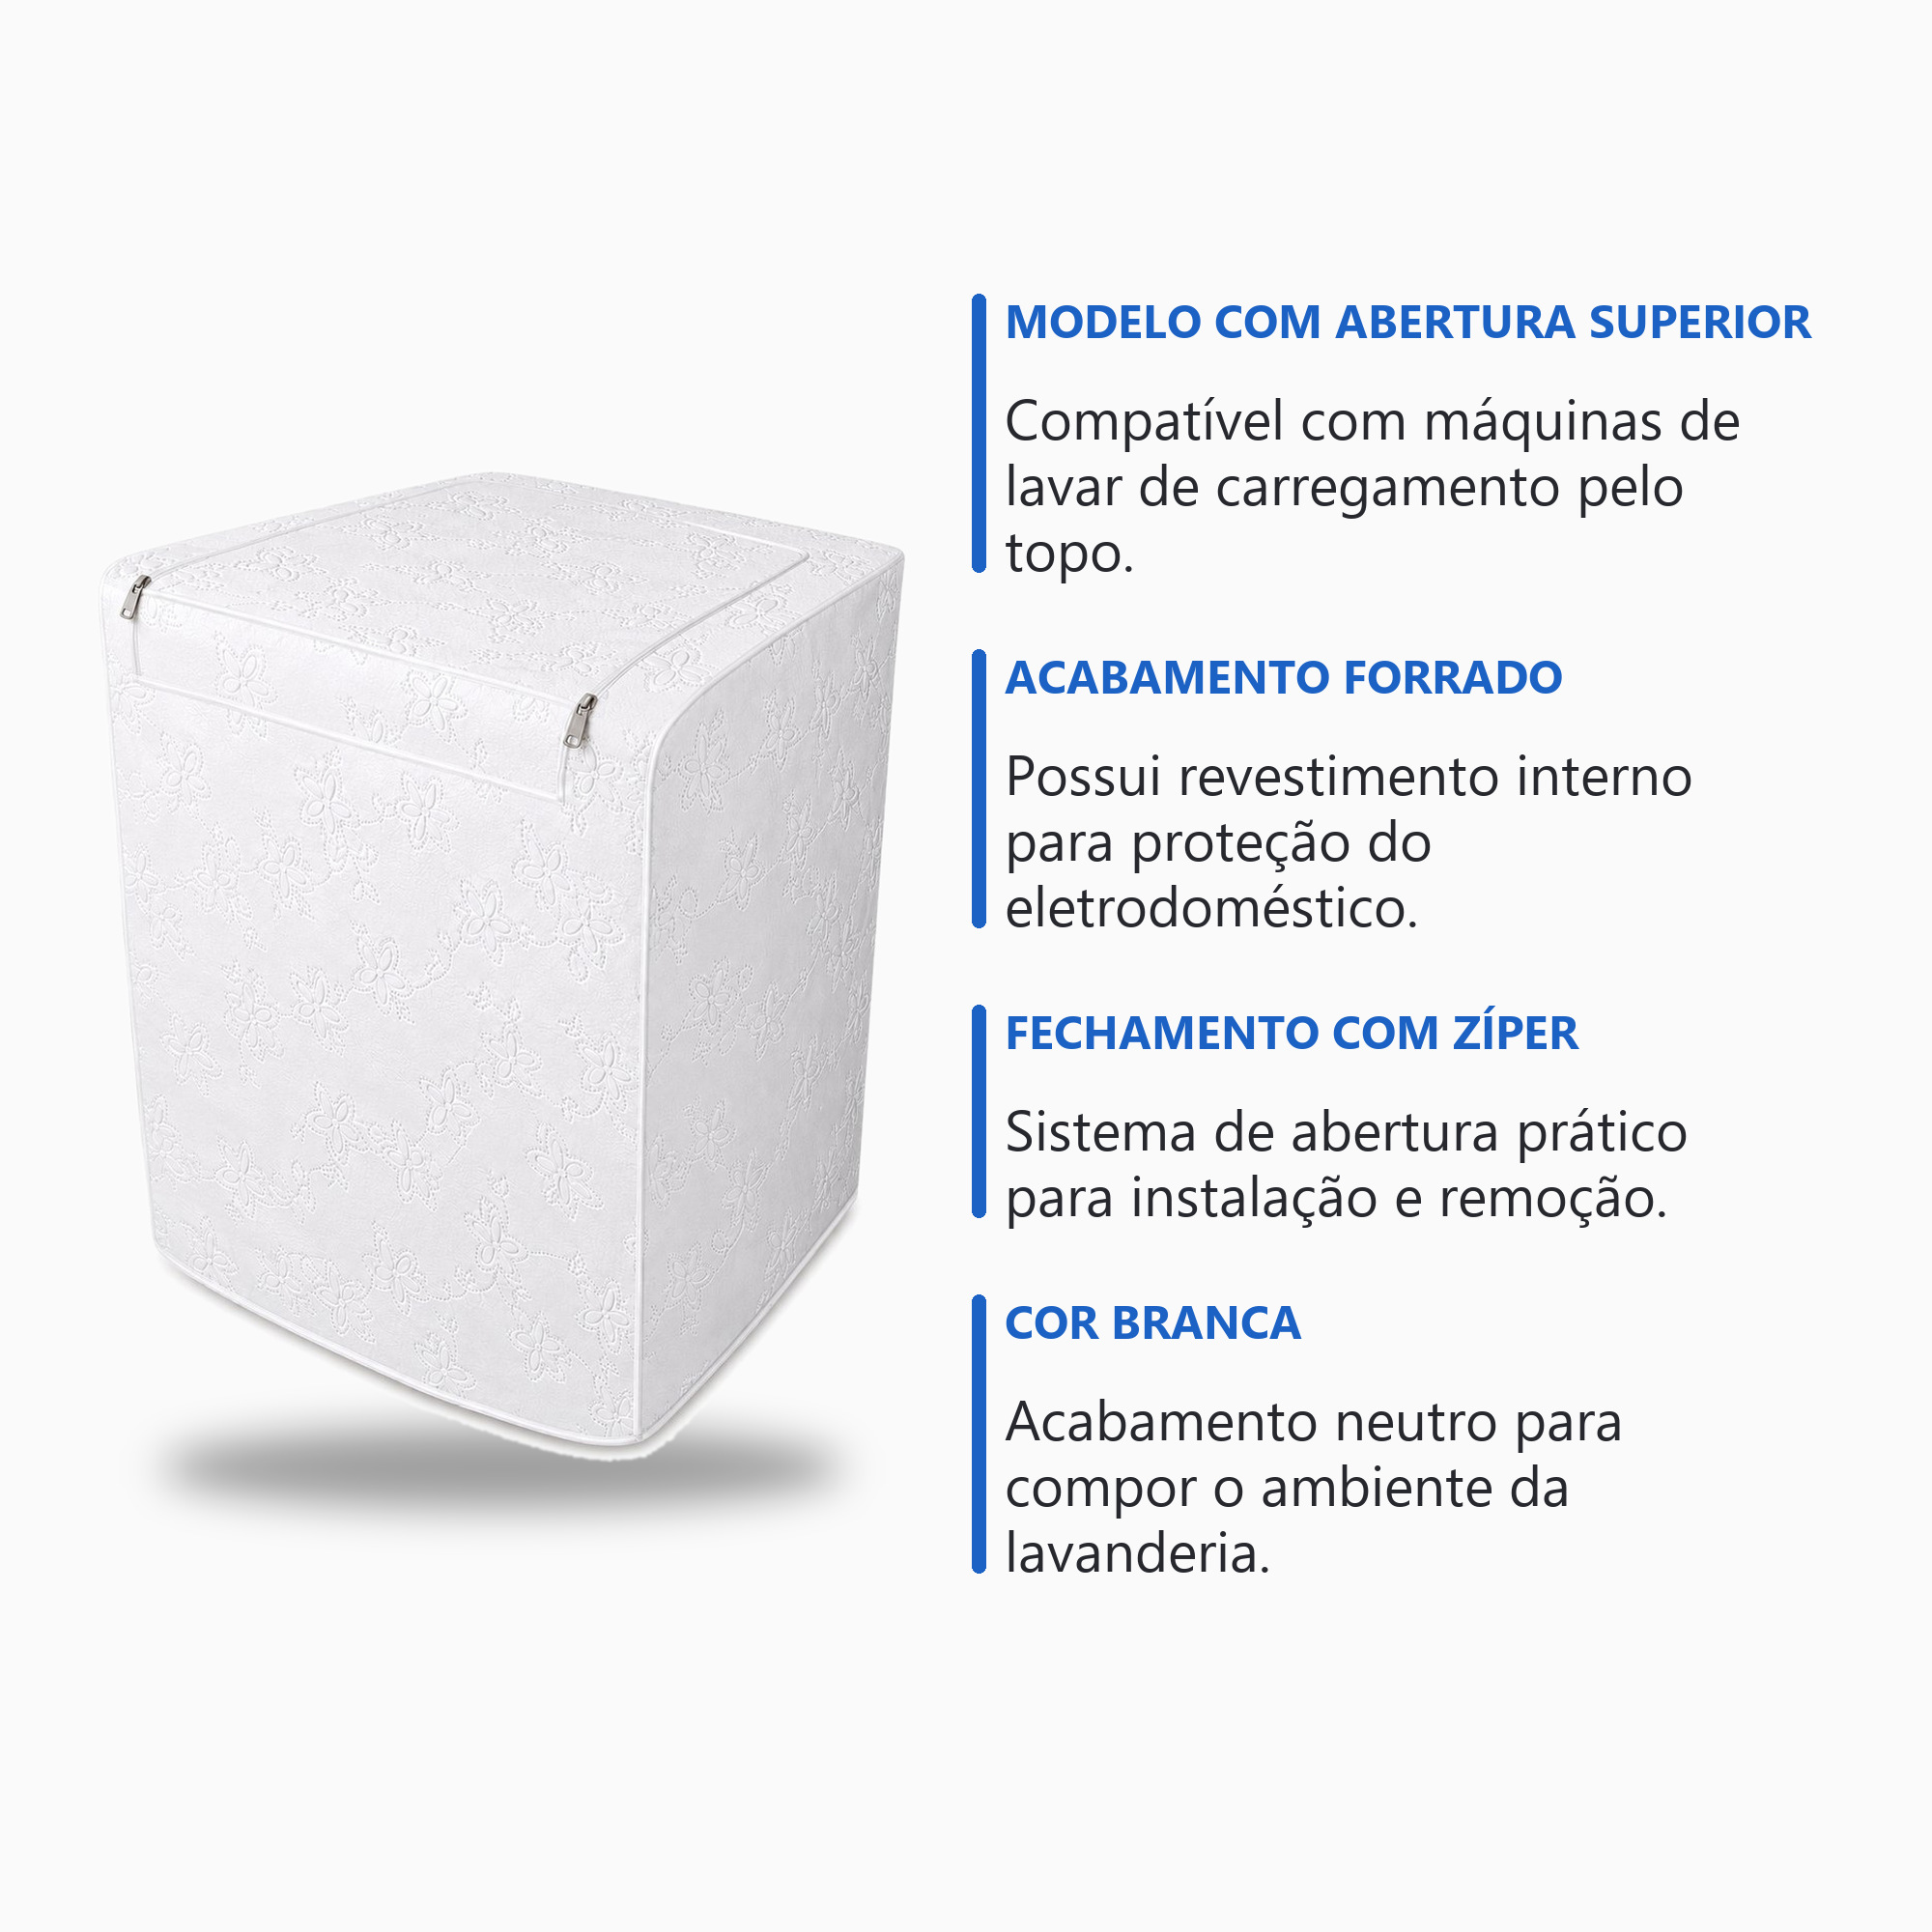 MODELO COM ABERTURA SUPERIOR
Compatível com máquinas de
lavar de carregamento pelo
topo.
ACABAMENTO FORRADO
Possui revestimento interno
para proteção do
eletrodoméstico.
FECHAMENTO COM ZÍPER
Sistema de abertura prático
para instalação e remoção.
COR BRANCA
Acabamento neutro para
compor o ambiente da
lavanderia.